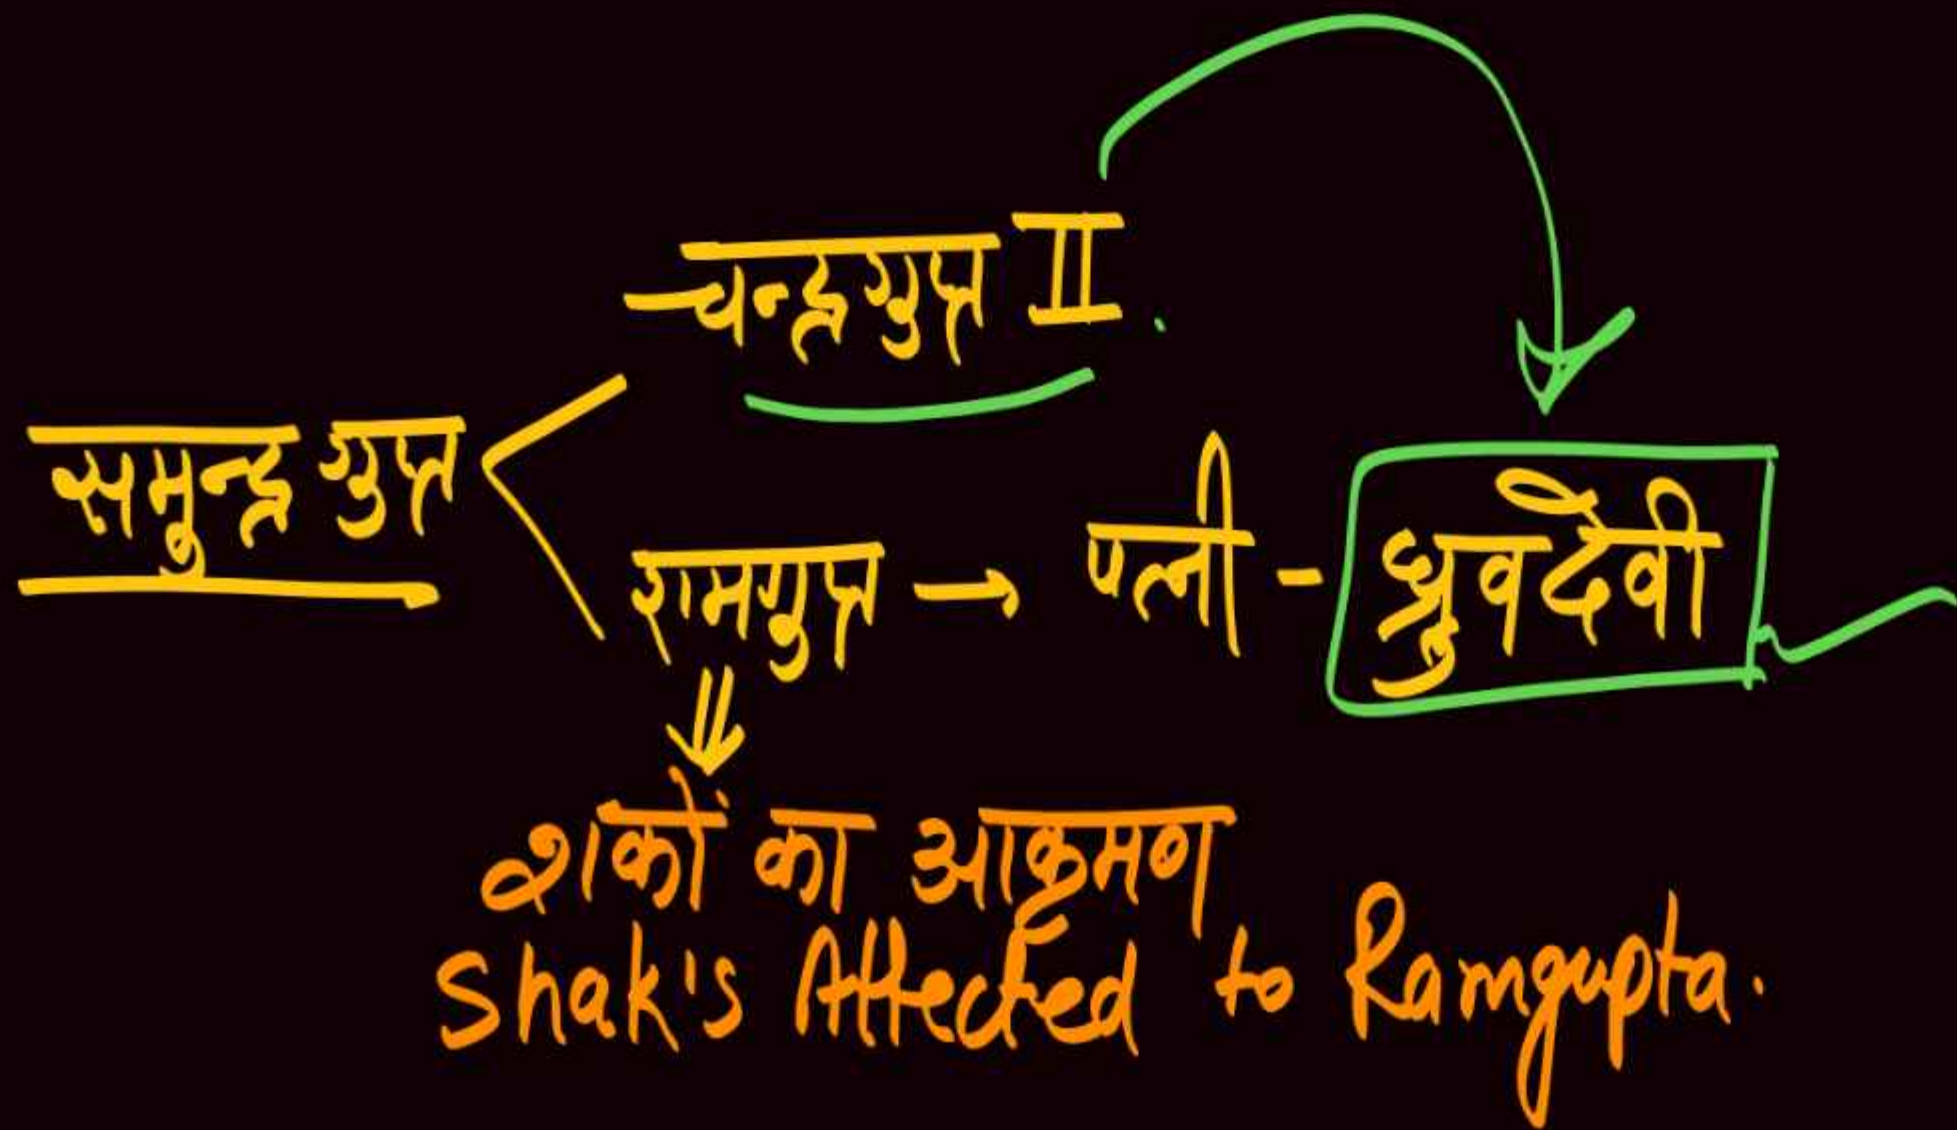 चन्द्रगुप्त II.
समुन्द्र गुप्त
रामगुप्त → पत्नी - ध्रुवदेवी
शकों का आक्रमण
Shak's Attecked to Ramgupta.